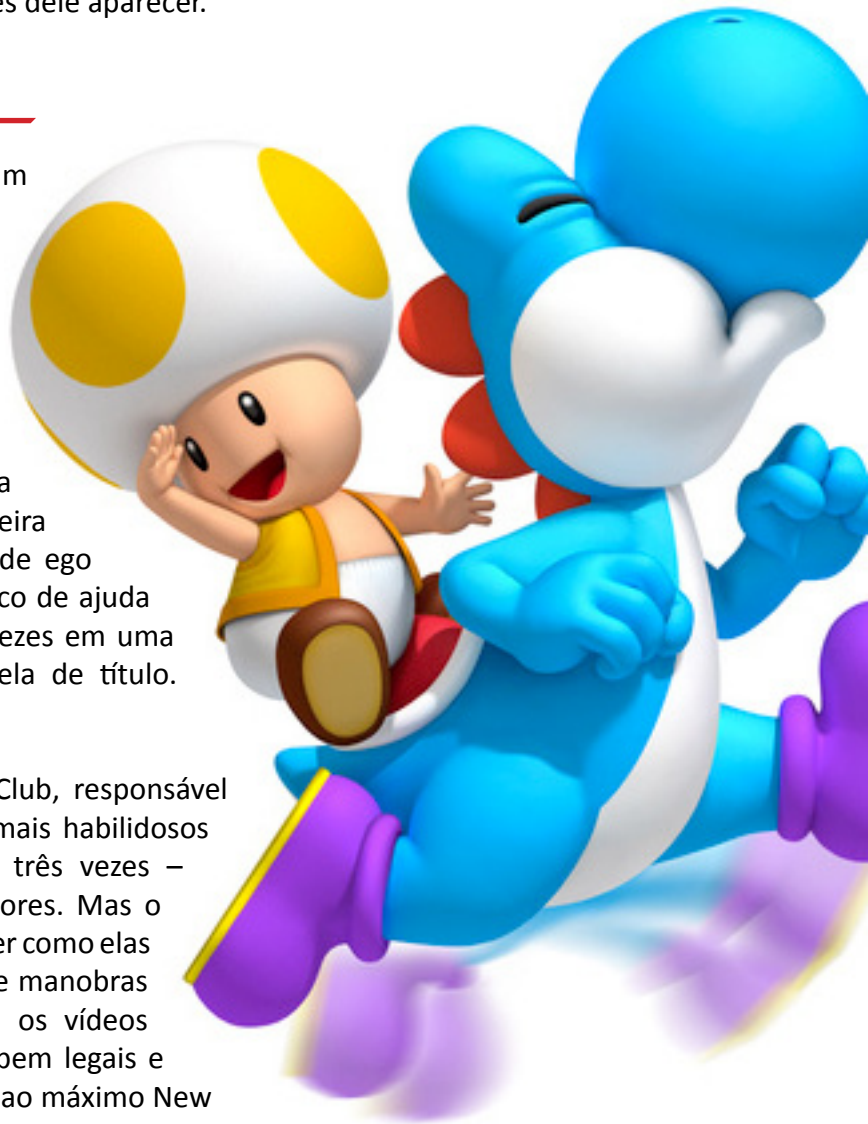 es dele aparecer.
m
a
eira
de ego
co de ajuda
ezes em uma
ela de título.
Club, responsável
mais habilidosos
três vezes –
ores. Mas o
er como elas
e manobras
os vídeos
bem legais e
ao máximo New